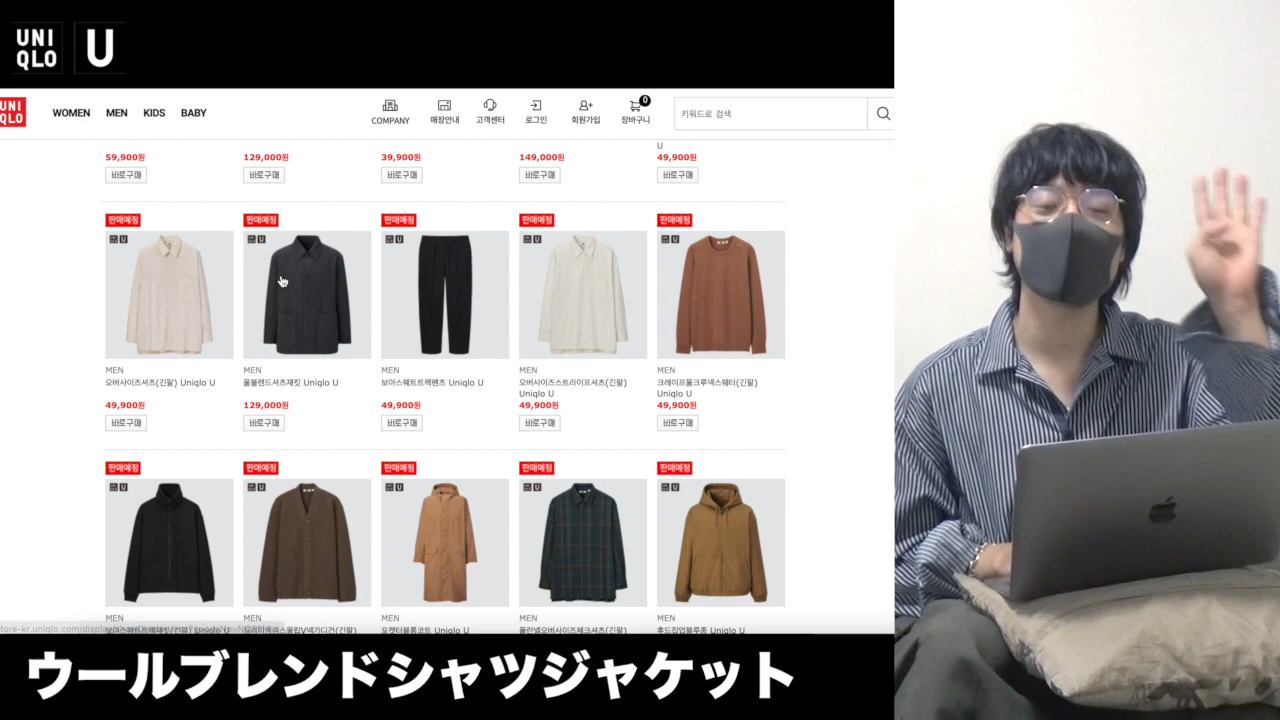 UNI
QLO
U
UNI
QLO
WOMEN MEN KIDS BABY
COMPANY 매장안내 고객센터 로그인 회원가입 장바구니 0
키워드로 검색
U
59,900원 129,000원 39,900원 149,000원 49,900원
바로구매 바로구매 바로구매 바로구매 바로구매
판매예정 판매예정 판매예정 판매예정 판매예정
MEN MEN MEN MEN MEN
오버사이즈셔츠(긴팔) Uniqlo U 울블렌드셔츠재킷 Uniqlo U 보아스웨트트랙팬츠 Uniqlo U 오버사이즈스트라이프셔츠(긴팔) 크레이프울크루넥스웨터(긴팔)
Uniqlo U Uniqlo U
49,900원 129,000원 49,900원 49,900원 49,900원
바로구매 바로구매 바로구매 바로구매 바로구매
판매예정 판매예정 판매예정 판매예정 판매예정
MEN MEN MEN MEN MEN
포켓터블롱코트 Uniqlo U 플란넬오버사이즈체크셔츠(긴팔) 후드집업블루종 Uniqlo U
ウールブレンドシャツジャケット